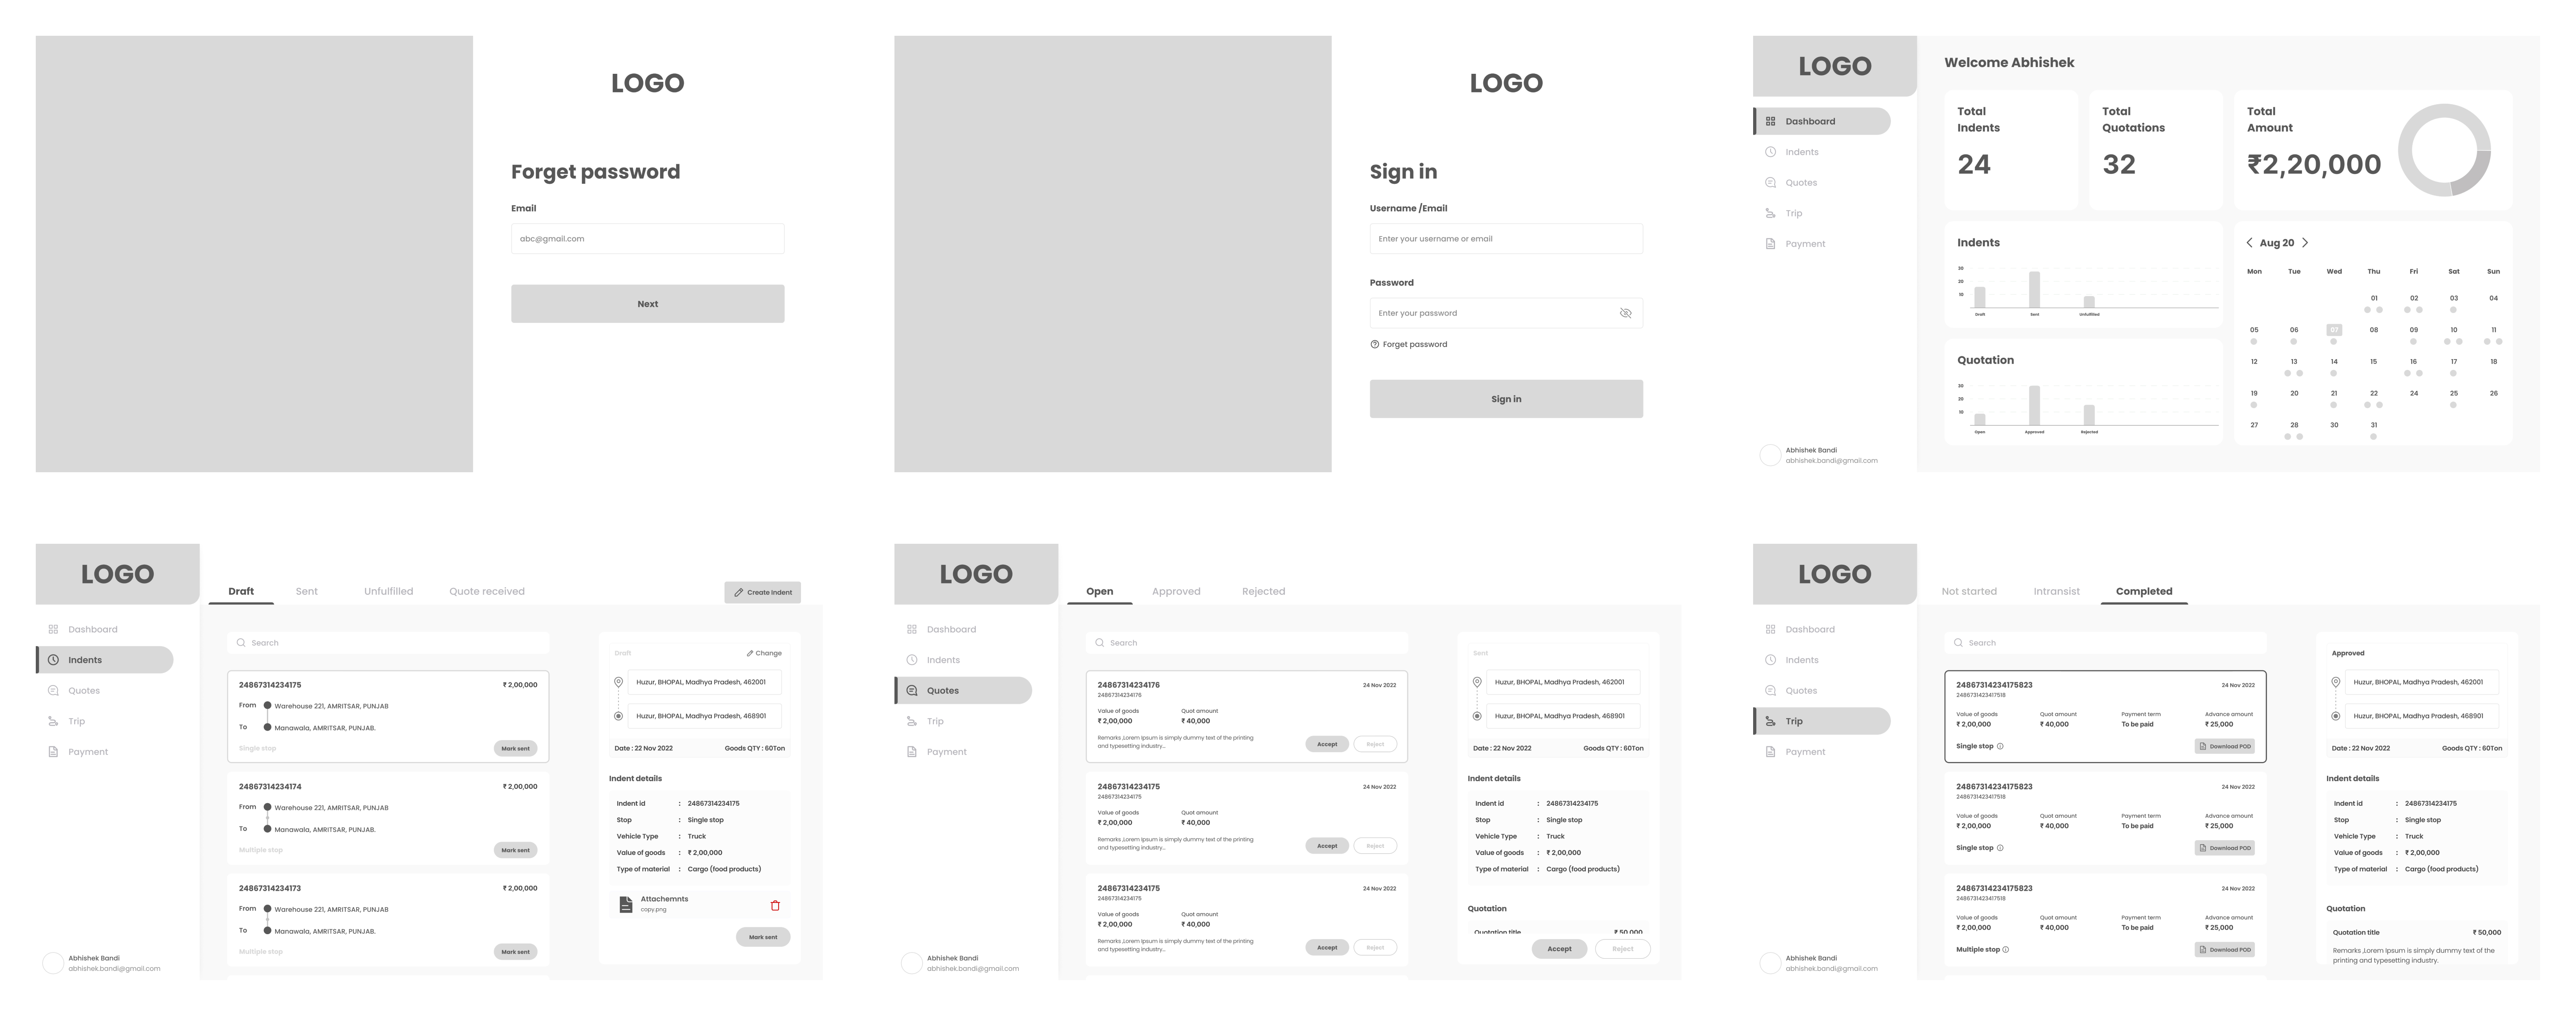 LOGO
Forget password
Email
abc@gmail.com
Next
LOGO
Sign in
Username /Email
Enter your username or email
Password
Enter your password
Forget password
Sign in
LOGO
Dashboard
Indents
Quotes
Trip
Payment
Abhishek Bandi
abhishek.bandi@gmail.com
Welcome Abhishek
Total
Indents
24
Total
Quotations
32
Total
Amount
₹2,20,000
Indents
30
20
10
Draft
Sent
Unfulfilled
Quotation
30
20
10
Open
Approved
Rejected
Aug 20
Mon Tue Wed Thu Fri Sat Sun
01 02 03 04
05 06 07 08 09 10 11
12 13 14 15 16 17 18
19 20 21 22 24 25 26
27 28 30 31
LOGO
Dashboard
Indents
Quotes
Trip
Payment
Abhishek Bandi
abhishek.bandi@gmail.com
Draft Sent Unfulfilled Quote received
Create Indent
Search
24867314234175 ₹ 2,00,000
From Warehouse 221, AMRITSAR, PUNJAB
To Manawala, AMRITSAR, PUNJAB.
Single stop Mark sent
24867314234174 ₹ 2,00,000
From Warehouse 221, AMRITSAR, PUNJAB
To Manawala, AMRITSAR, PUNJAB.
Multiple stop Mark sent
24867314234173 ₹ 2,00,000
From Warehouse 221, AMRITSAR, PUNJAB
To Manawala, AMRITSAR, PUNJAB.
Multiple stop Mark sent
Draft Change
Huzur, BHOPAL, Madhya Pradesh, 462001
Huzur, BHOPAL, Madhya Pradesh, 468901
Date : 22 Nov 2022 Goods QTY : 60Ton
Indent details
Indent id : 24867314234175
Stop : Single stop
Vehicle Type : Truck
Value of goods : ₹ 2,00,000
Type of material : Cargo (food products)
Attachemnts
copy.png
Mark sent
LOGO
Dashboard
Indents
Quotes
Trip
Payment
Abhishek Bandi
abhishek.bandi@gmail.com
Open Approved Rejected
Search
24867314234176 24 Nov 2022
24867314234176
Value of goods Quot amount
₹ 2,00,000 ₹ 40,000
Remarks ,Lorem Ipsum is simply dummy text of the printing
and typesetting industry...
Accept Reject
24867314234175 24 Nov 2022
24867314234175
Value of goods Quot amount
₹ 2,00,000 ₹ 40,000
Remarks ,Lorem Ipsum is simply dummy text of the printing
and typesetting industry...
Accept Reject
24867314234175 24 Nov 2022
24867314234175
Value of goods Quot amount
₹ 2,00,000 ₹ 40,000
Remarks ,Lorem Ipsum is simply dummy text of the printing
and typesetting industry...
Accept Reject
Sent
Huzur, BHOPAL, Madhya Pradesh, 462001
Huzur, BHOPAL, Madhya Pradesh, 468901
Date : 22 Nov 2022 Goods QTY : 60Ton
Indent details
Indent id : 24867314234175
Stop : Single stop
Vehicle Type : Truck
Value of goods : ₹ 2,00,000
Type of material : Cargo (food products)
Quotation
Quotation title ₹ 50,000
Accept Reject
LOGO
Dashboard
Indents
Quotes
Trip
Payment
Abhishek Bandi
abhishek.bandi@gmail.com
Not started Intransist Completed
Search
24867314234175823 24 Nov 2022
248673142341​7518
Value of goods Quot amount Payment term Advance amount
₹ 2,00,000 ₹ 40,000 To be paid ₹ 25,000
Single stop Download POD
24867314234175823 24 Nov 2022
2486731423417518
Value of goods Quot amount Payment term Advance amount
₹ 2,00,000 ₹ 40,000 To be paid ₹ 25,000
Single stop Download POD
24867314234175823 24 Nov 2022
2486731423417518
Value of goods Quot amount Payment term Advance amount
₹ 2,00,000 ₹ 40,000 To be paid ₹ 25,000
Multiple stop Download POD
Approved
Huzur, BHOPAL, Madhya Pradesh, 462001
Huzur, BHOPAL, Madhya Pradesh, 468901
Date : 22 Nov 2022 Goods QTY : 60Ton
Indent details
Indent id : 24867314234175
Stop : Single stop
Vehicle Type : Truck
Value of goods : ₹ 2,00,000
Type of material : Cargo (food products)
Quotation
Quotation title ₹ 50,000
Remarks ,Lorem Ipsum is simply dummy text of the
printing and typesetting industry.